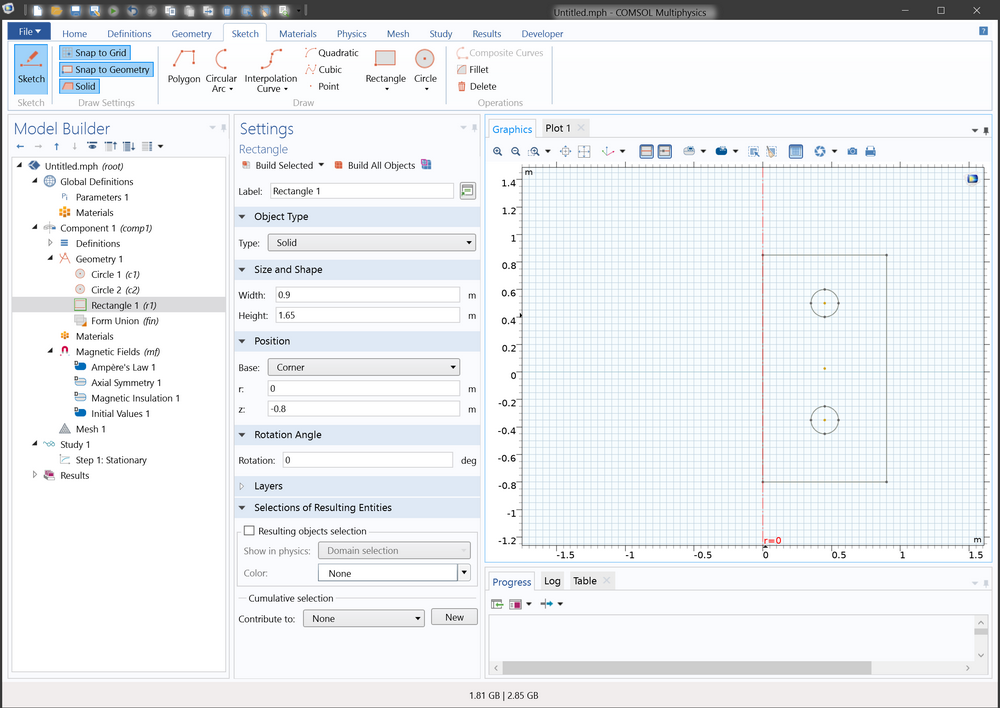 Untitled.mph - COMSOL Multiphysics
File Home Definitions Geometry Sketch Materials Physics Mesh Study Results Developer
Sketch
Snap to Grid
Snap to Geometry
Solid
Polygon
Circular Arc
Interpolation Curve
Quadratic
Cubic
Point
Rectangle
Circle
Composite Curves
Fillet
Delete
Sketch
Draw Settings
Draw
Operations
Model Builder
Untitled.mph (root)
Global Definitions
Pi Parameters 1
Materials
Component 1 (comp1)
Definitions
Geometry 1
Circle 1 (c1)
Circle 2 (c2)
Rectangle 1 (r1)
Form Union (fin)
Materials
Magnetic Fields (mf)
Ampère's Law 1
Axial Symmetry 1
Magnetic Insulation 1
Initial Values 1
Mesh 1
Study 1
Step 1: Stationary
Results
Settings
Rectangle
Build Selected Build All Objects
Label: Rectangle 1
Object Type
Type: Solid
Size and Shape
Width: 0.9 m
Height: 1.65 m
Position
Base: Corner
r: 0 m
z: -0.8 m
Rotation Angle
Rotation: 0 deg
Layers
Selections of Resulting Entities
Resulting objects selection
Show in physics: Domain selection
Color: None
Cumulative selection
Contribute to: None New
Graphics Plot 1
m
1.4
1.2
1
0.8
0.6
0.4
0.2
0
-0.2
-0.4
-0.6
-0.8
-1
-1.2
r=0
m
-1.5 -1 -0.5 0 0.5 1 1.5
Progress Log Table
1.81 GB | 2.85 GB